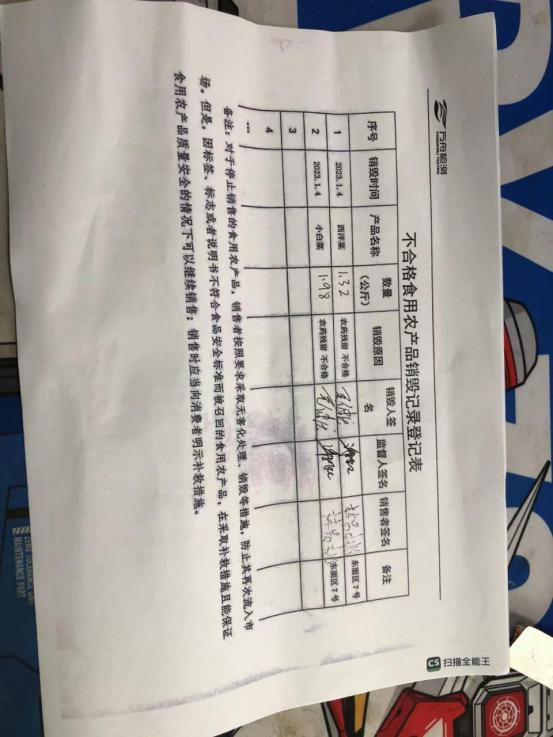 方舟检测
不合格食用农产品销毁记录登记表
序号 销毁时间 产品名称 数量（公斤） 销毁原因 销毁人签名 监督人签名 销售者签名 备注
1 2023.1.4 西洋菜 1.32 农药残留 不合格 东面区7号
2 2023.1.4 小白菜 1.98 农药残留 不合格 东面区7号
3
4
...
备注：对于停止销售的食用农产品，销售者按照要求采取无害化处理、销毁等措施，防止其再次流入市
场。但是，因标签、标志或者说明书不符合食品安全标准而被召回的食用农产品，在采取补救措施且能保证
食用农产品质量安全的情况下可以继续销售；销售时应当向消费者明示补救措施。
CS 扫描全能王
MAINTENANCE PART